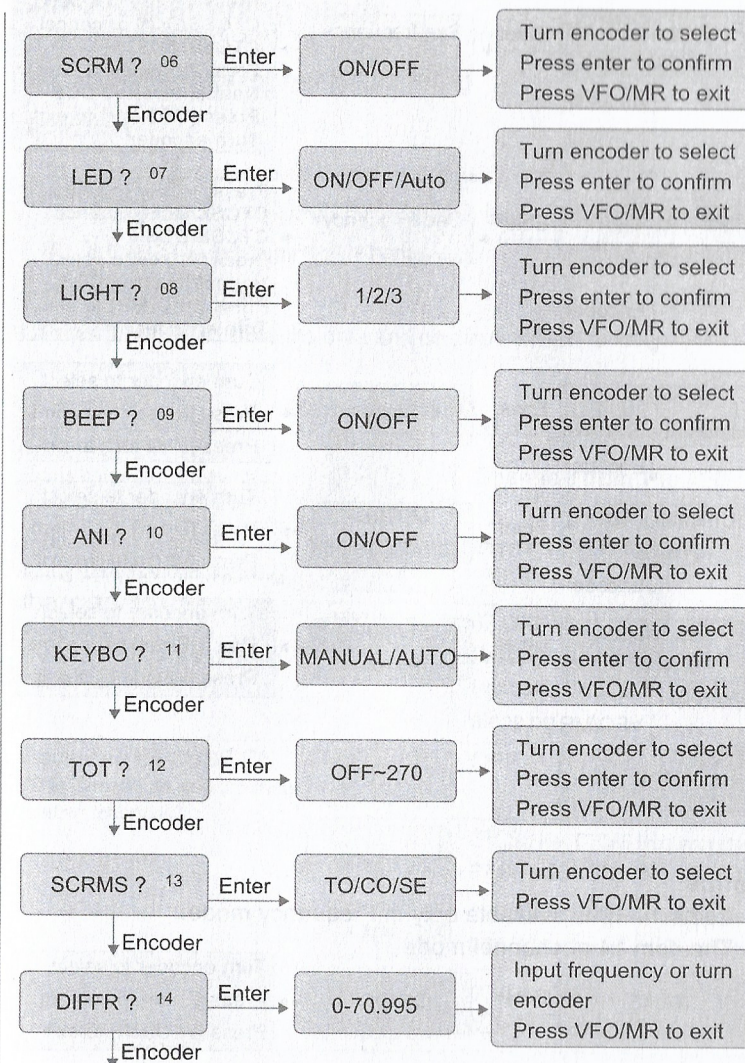 SCRM ? 06
Enter
ON/OFF
Turn encoder to select
Press enter to confirm
Press VFO/MR to exit
Encoder
LED ? 07
Enter
ON/OFF/Auto
Turn encoder to select
Press enter to confirm
Press VFO/MR to exit
Encoder
LIGHT ? 08
Enter
1/2/3
Turn encoder to select
Press enter to confirm
Press VFO/MR to exit
Encoder
BEEP ? 09
Enter
ON/OFF
Turn encoder to select
Press enter to confirm
Press VFO/MR to exit
Encoder
ANI ? 10
Enter
ON/OFF
Turn encoder to select
Press enter to confirm
Press VFO/MR to exit
Encoder
KEYBO ? 11
Enter
MANUAL/AUTO
Turn encoder to select
Press enter to confirm
Press VFO/MR to exit
Encoder
TOT ? 12
Enter
OFF~270
Turn encoder to select
Press enter to confirm
Press VFO/MR to exit
Encoder
SCRMS ? 13
Enter
TO/CO/SE
Turn encoder to select
Press VFO/MR to exit
Encoder
DIFFR ? 14
Enter
0-70.995
Input frequency or turn
encoder
Press VFO/MR to exit
Encoder